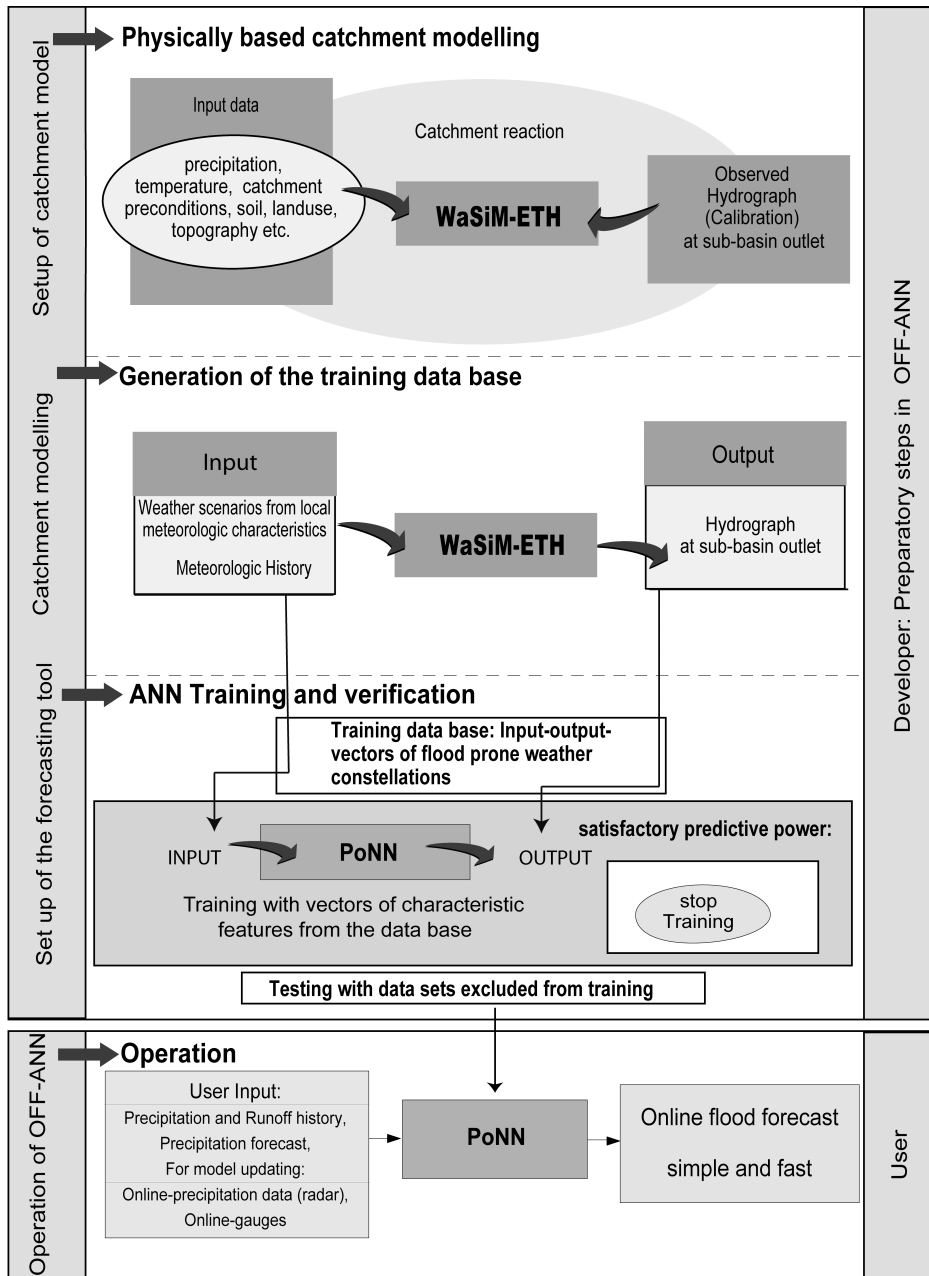 Setup of catchment model
Physically based catchment modelling
Input data
precipitation,
temperature, catchment
preconditions, soil, landuse,
topography etc.
Catchment reaction
WaSiM-ETH
Observed
Hydrograph
(Calibration)
at sub-basin outlet
Catchment modelling
Generation of the training data base
Input
Weather scenarios from local
meteorologic characteristics
Meteorologic History
WaSiM-ETH
Output
Hydrograph
at sub-basin outlet
Set up of the forecasting tool
ANN Training and verification
Training data base: Input-output-
vectors of flood prone weather
constellations
INPUT
PoNN
OUTPUT
satisfactory predictive power:
stop
Training
Training with vectors of characteristic
features from the data base
Testing with data sets excluded from training
Developer: Preparatory steps in OFF-ANN
Operation of OFF-ANN
Operation
User Input:
Precipitation and Runoff history,
Precipitation forecast,
For model updating:
Online-precipitation data (radar),
Online-gauges
PoNN
Online flood forecast
simple and fast
User